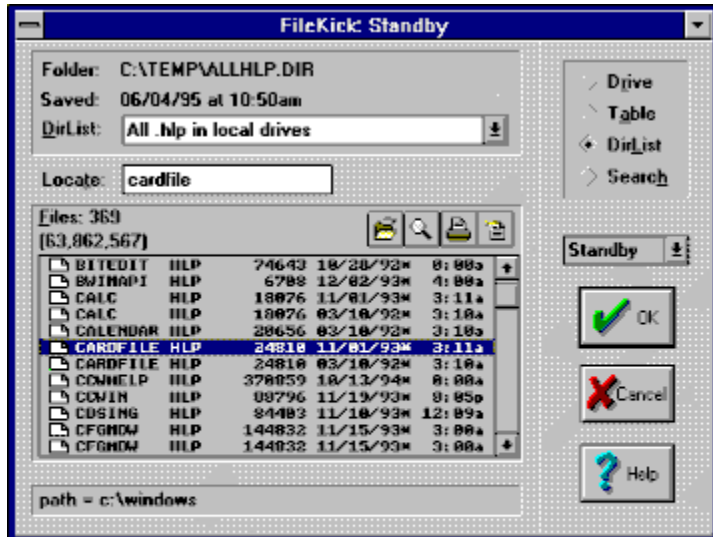 FileKick: Standby
Folder: C:\TEMP\ALLHLP.DIR
Saved: 06/04/95 at 10:50am
DirList: All .hlp in local drives
Locate: cardfile
Files: 369
(63,862,567)
BITEDIT HLP 74643 10/28/92* 0:00a
BWIMAPI HLP 6708 12/02/93* 4:00a
CALC HLP 18076 11/01/93* 3:11a
CALC HLP 18076 03/10/92* 3:10a
CALENDAR HLP 20656 03/10/92* 3:10a
CARDFILE HLP 24810 11/01/93* 3:11a
CARDFILE HLP 24810 03/10/92* 3:10a
CCWHELP HLP 370859 10/13/94* 0:00a
CCWIN HLP 88796 11/19/93* 8:05p
CDSING HLP 84403 11/10/93* 12:09a
CFGMDW HLP 144832 11/15/93* 3:00a
CFGMDW HLP 144832 11/15/93* 3:00a
path = c:\windows
Drive
Table
DirList
Search
Standby
OK
Cancel
Help